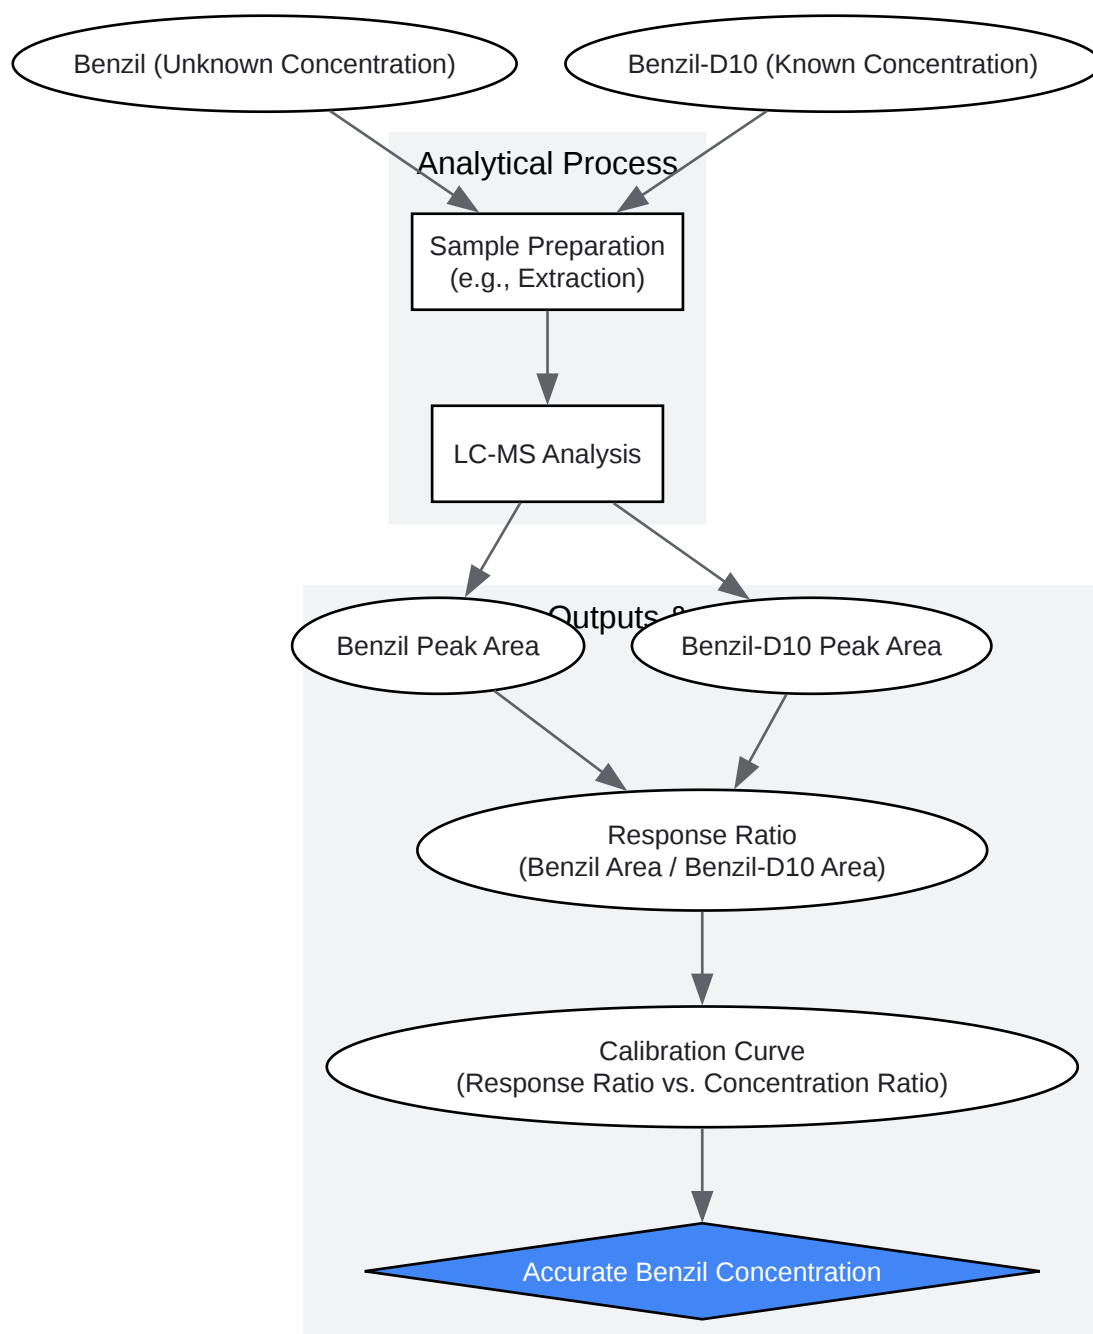 Benzil (Unknown Concentration)
Benzil-D10 (Known Concentration)
Analytical Process
Sample Preparation
(e.g., Extraction)
LC-MS Analysis
Outputs &
Benzil Peak Area
Benzil-D10 Peak Area
Response Ratio
(Benzil Area / Benzil-D10 Area)
Calibration Curve
(Response Ratio vs. Concentration Ratio)
Accurate Benzil Concentration